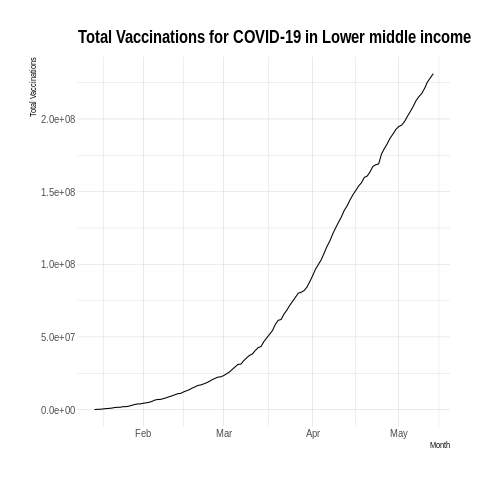 Total Vaccinations for COVID-19 in Lower middle income
Total Vaccinations
2.0e+08
1.5e+08
1.0e+08
5.0e+07
0.0e+00
Feb Mar Apr May
Month